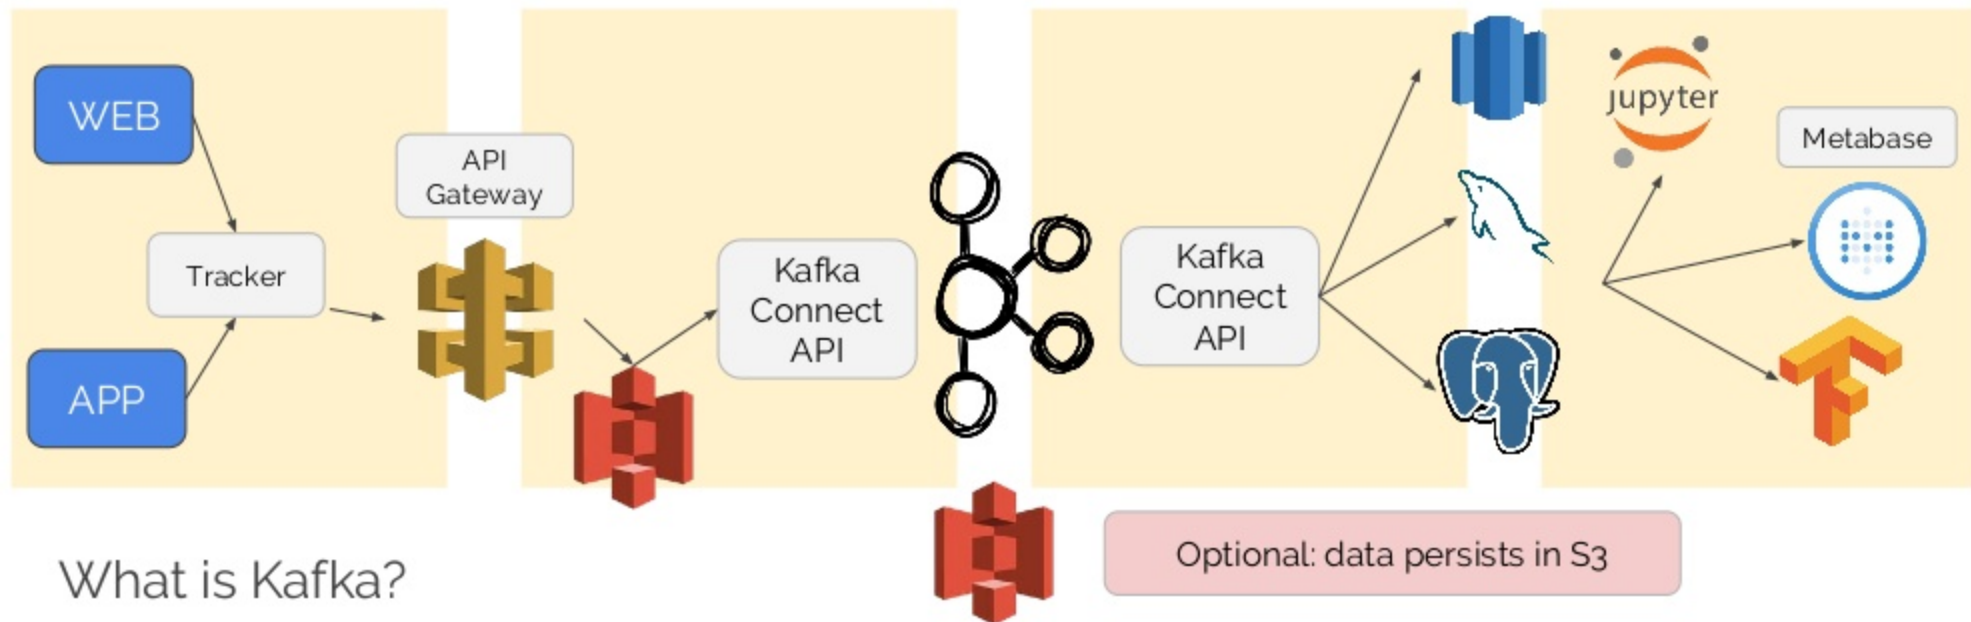 WEB
APP
Tracker
API
Gateway
Kafka
Connect
API
Kafka
Connect
API
jupyter
Metabase
What is Kafka?
Optional: data persists in S3